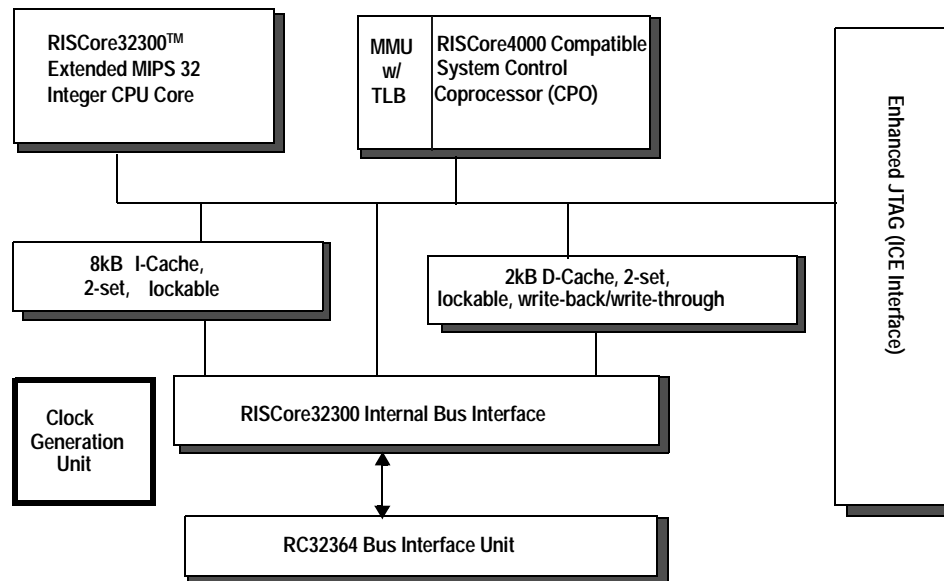 RISCore32300™
Extended MIPS 32
Integer CPU Core
MMU
w/
TLB
RISCore4000 Compatible
System Control
Coprocessor (CPO)
Enhanced JTAG (ICE Interface)
8kB I-Cache,
2-set, lockable
2kB D-Cache, 2-set,
lockable, write-back/write-through
RISCore32300 Internal Bus Interface
Clock
Generation
Unit
RC32364 Bus Interface Unit